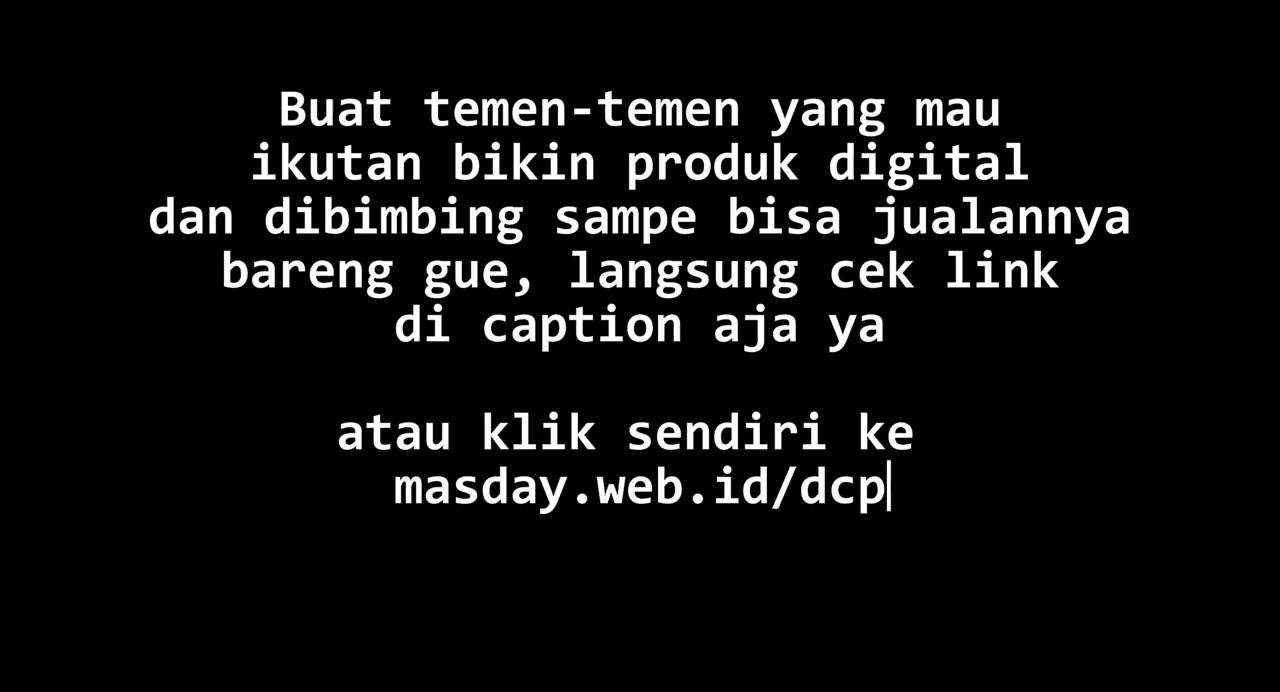 Buat temen-temen yang mau
ikutan bikin produk digital
dan dibimbing sampe bisa jualannya
bareng gue, langsung cek link
di caption aja ya
atau klik sendiri ke
masday.web.id/dcp